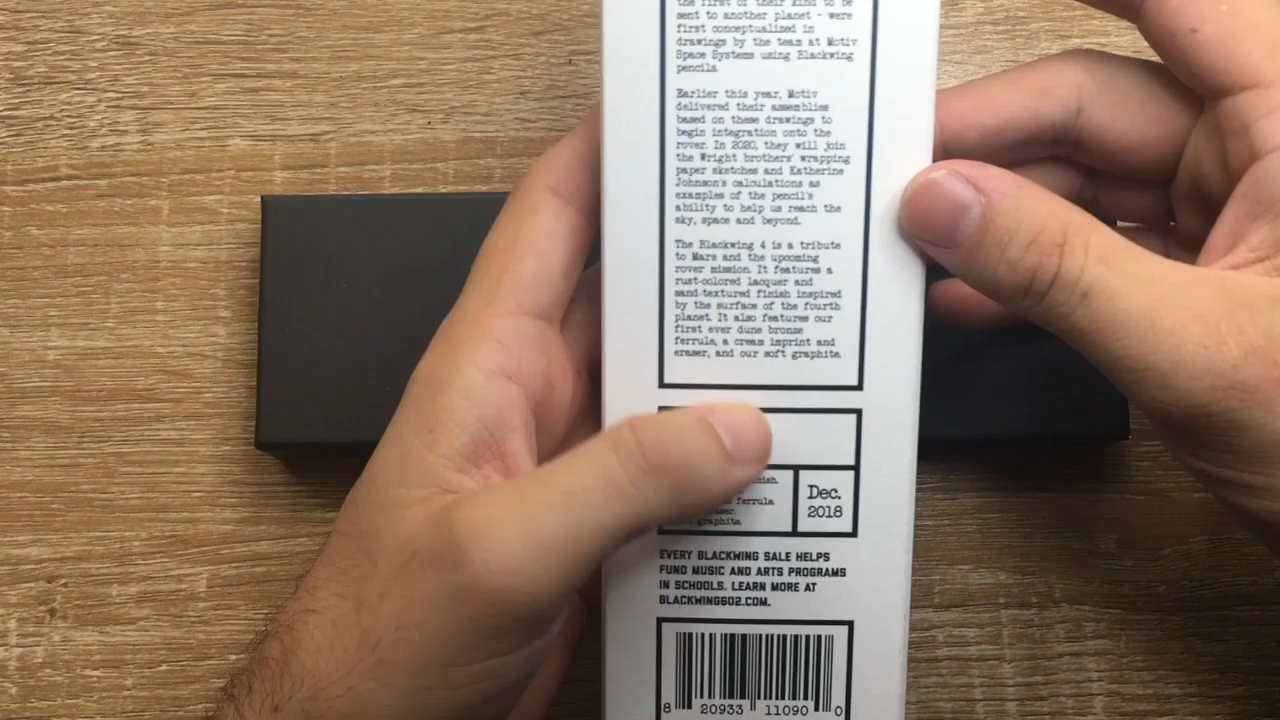 the first of their kind to be
sent to another planet - were
first conceptualized in
drawings by the team at Motiv
Space Systems using Blackwing
pencils.
Earlier this year, Motiv
delivered their assemblies
based on these drawings to
begin integration onto the
rover. In 2020, they will join
the Wright brothers' wrapping
paper sketches and Katherine
Johnson's calculations as
examples of the pencil's
ability to help us reach the
sky, space and beyond.
The Blackwing 4 is a tribute
to Mars and the upcoming
rover mission. It features a
rust-colored lacquer and
sand-textured finish inspired
by the surface of the fourth
planet. It also features our
first ever dune bronze
ferrule, a cream imprint and
eraser, and our soft graphite.
ferrule.
graphite
Dec.
2018
EVERY BLACKWING SALE HELPS
FUND MUSIC AND ARTS PROGRAMS
IN SCHOOLS. LEARN MORE AT
BLACKWING602.COM.
8 20933 11090 0